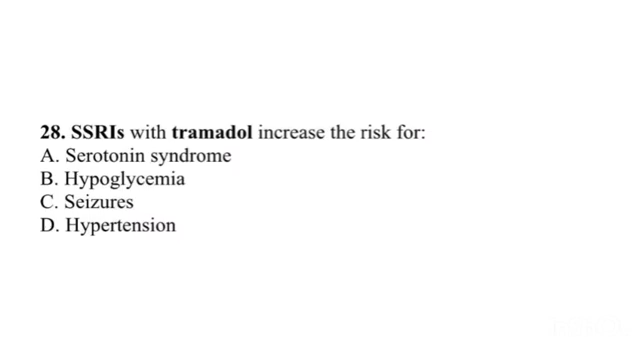 28. SSRIs with tramadol increase the risk for:
A. Serotonin syndrome
B. Hypoglycemia
C. Seizures
D. Hypertension